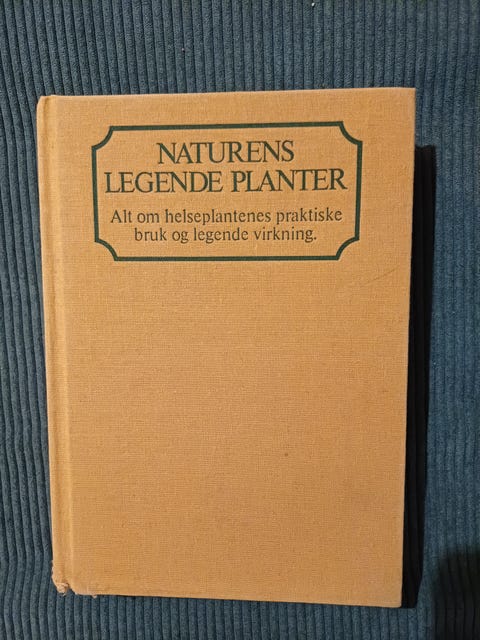 NATURENS
LEGENDE PLANTER
Alt om helseplantenes praktiske
bruk og legende virkning.